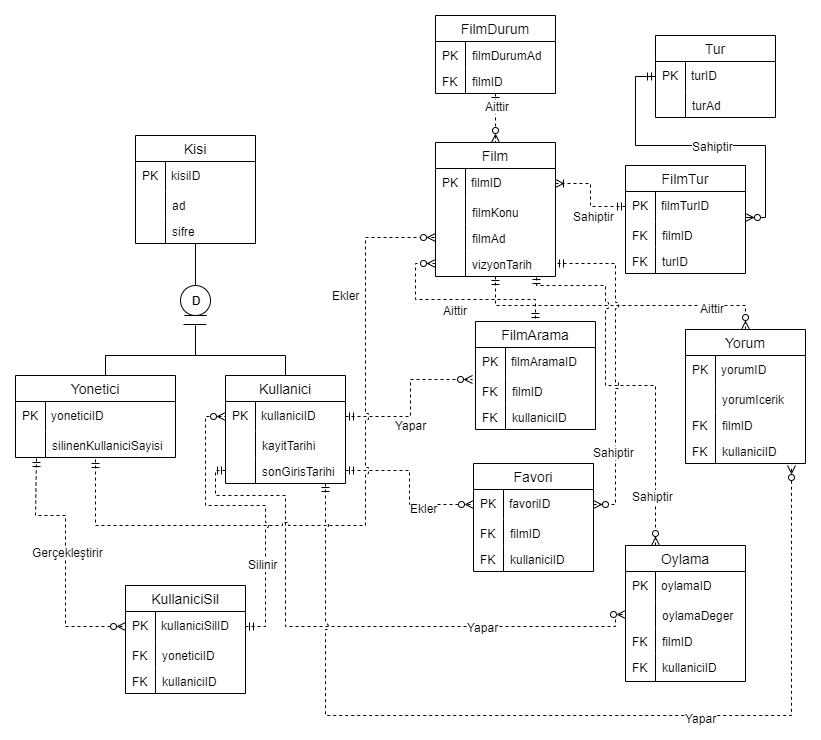 FilmDurum
PK filmDurumAd
FK filmID
Aittir
Tur
PK turID
turAd
Sahiptir
Kisi
PK kisiID
ad
sifre
D
Film
PK filmID
filmKonu
filmAd
vizyonTarih
Sahiptir
FilmTur
PK filmTurID
FK filmID
FK turID
Ekler
Aittir
Aittir
FilmArama
PK filmAramaID
FK filmID
FK kullaniciID
Yorum
PK yorumID
yorumIcerik
FK filmID
FK kullaniciID
Yonetici
PK yoneticiID
silinenKullaniciSayisi
Kullanici
PK kullaniciID
kayitTarihi
sonGirisTarihi
Yapar
Sahiptir
Ekler
Favori
PK favoriID
FK filmID
FK kullaniciID
Sahiptir
Gerçekleştirir
Silinir
Oylama
PK oylamaID
oylamaDeger
FK filmID
FK kullaniciID
KullaniciSil
PK kullaniciSilID
FK yoneticiID
FK kullaniciID
Yapar
Yapar